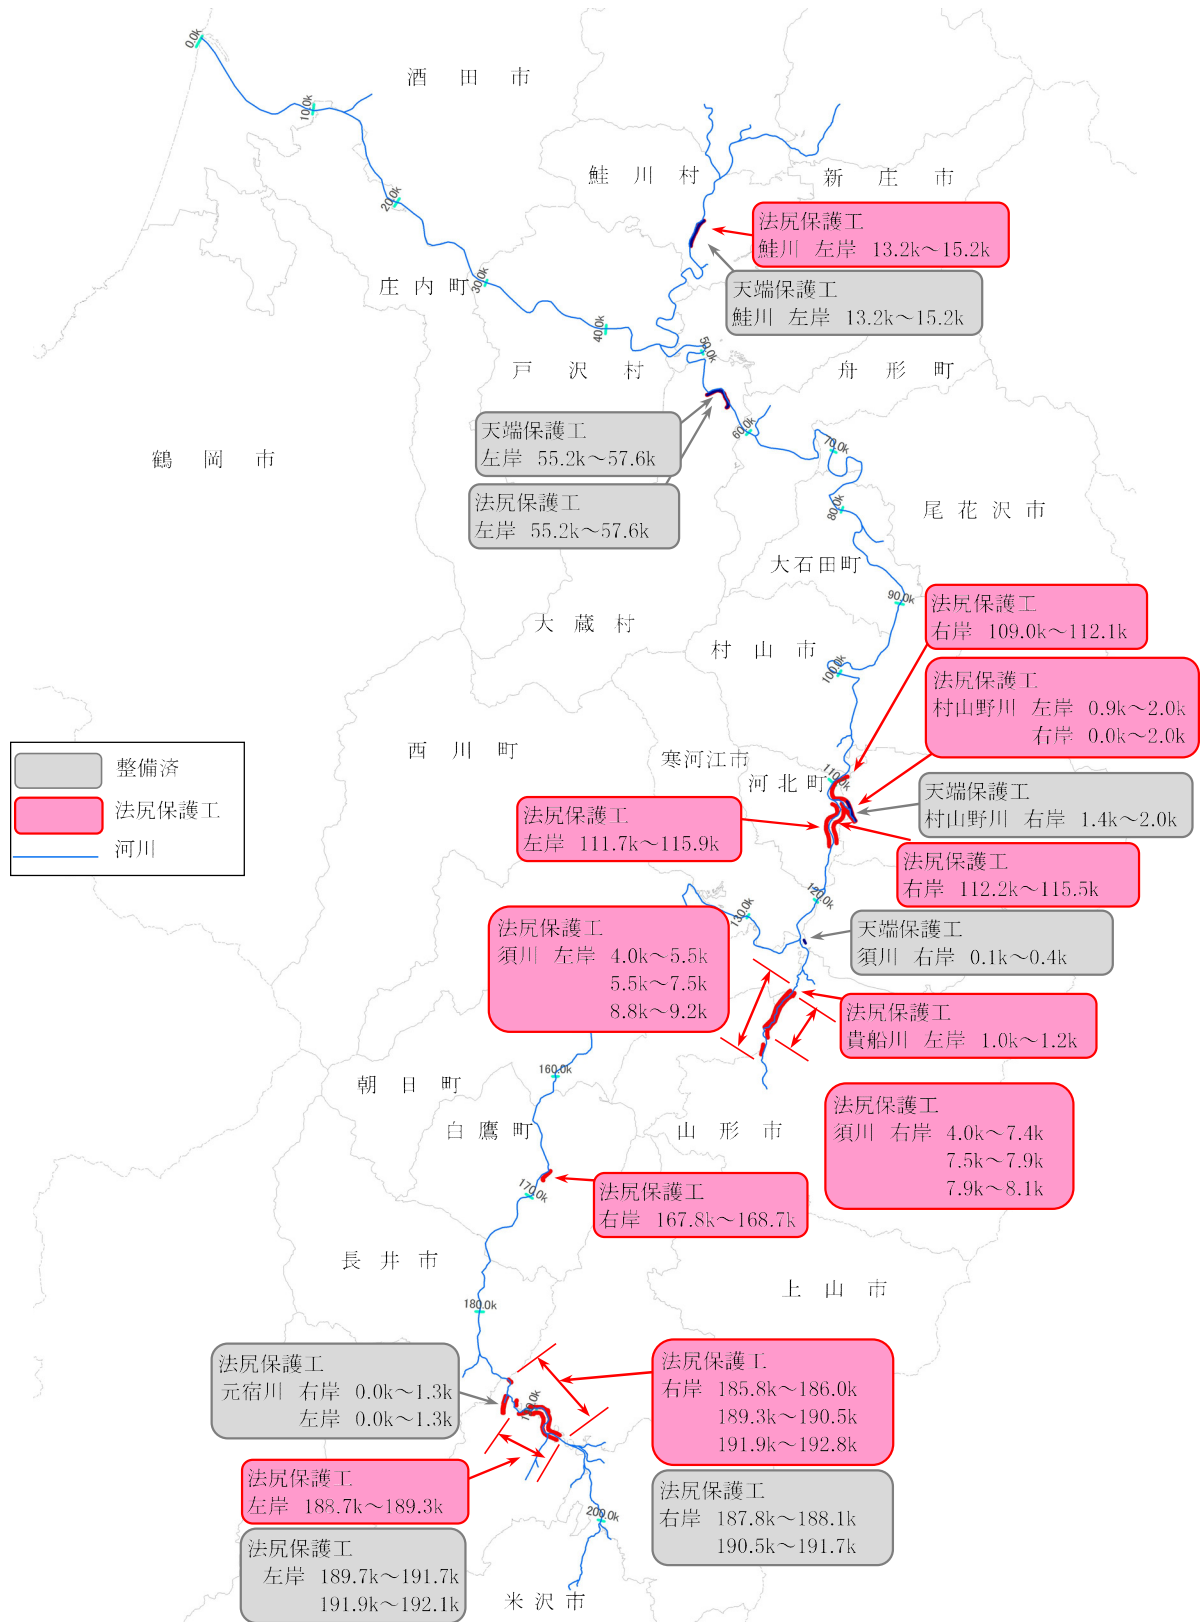 0.0k
酒田市
10.0k
鮭川村
新庄市
20.0k
法尻保護工
鮭川 左岸 13.2k～15.2k
庄内町
30.0k
天端保護工
鮭川 左岸 13.2k～15.2k
40.0k
50.0k
戸沢村
舟形町
天端保護工
左岸 55.2k～57.6k
60.0k
70.0k
鶴岡市
法尻保護工
左岸 55.2k～57.6k
80.0k
尾花沢市
大石田町
90.0k
法尻保護工
右岸 109.0k～112.1k
大蔵村
村山市
100.0k
法尻保護工
村山野川 左岸 0.9k～2.0k
右岸 0.0k～2.0k
西川町
寒河江市
河北町
110.0k
整備済
法尻保護工
河川
天端保護工
村山野川 右岸 1.4k～2.0k
法尻保護工
左岸 111.7k～115.9k
法尻保護工
右岸 112.2k～115.5k
120.0k
130.0k
法尻保護工
須川 左岸 4.0k～5.5k
5.5k～7.5k
8.8k～9.2k
天端保護工
須川 右岸 0.1k～0.4k
法尻保護工
貴船川 左岸 1.0k～1.2k
160.0k
朝日町
白鷹町
山形市
法尻保護工
須川 右岸 4.0k～7.4k
7.5k～7.9k
7.9k～8.1k
170.0k
法尻保護工
右岸 167.8k～168.7k
長井市
上山市
180.0k
法尻保護工
元宿川 右岸 0.0k～1.3k
左岸 0.0k～1.3k
法尻保護工
右岸 185.8k～186.0k
189.3k～190.5k
191.9k～192.8k
法尻保護工
左岸 188.7k～189.3k
法尻保護工
右岸 187.8k～188.1k
190.5k～191.7k
200.0k
法尻保護工
左岸 189.7k～191.7k
191.9k～192.1k
米沢市